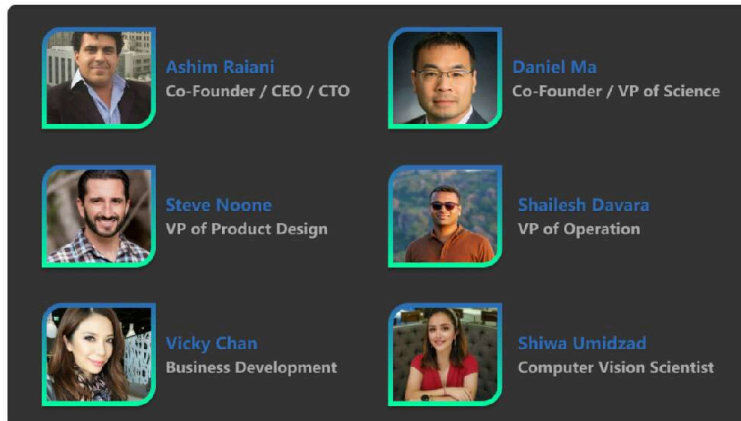 Ashim Raiani
Co-Founder / CEO / CTO
Daniel Ma
Co-Founder / VP of Science
Steve Noone
VP of Product Design
Shailesh Davara
VP of Operation
Vicky Chan
Business Development
Shiwa Umidzad
Computer Vision Scientist